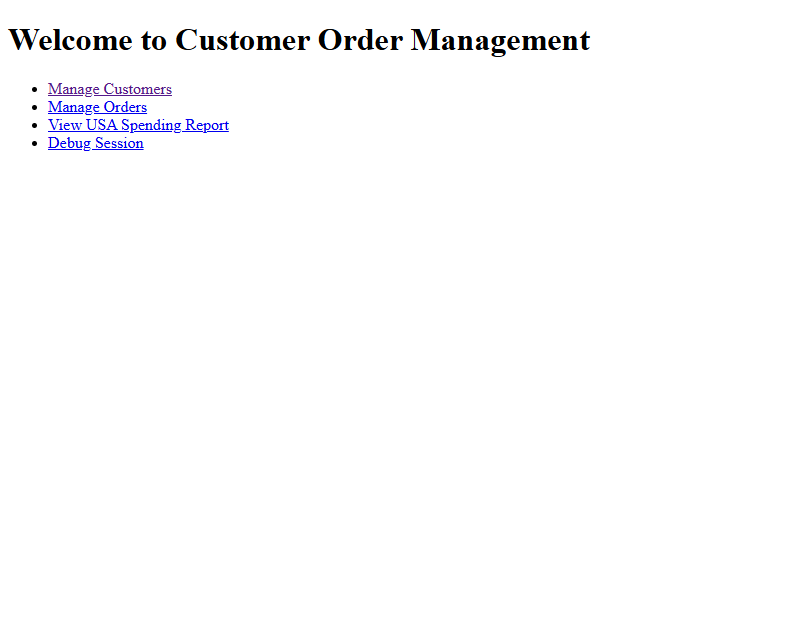 Welcome to Customer Order Management
Manage Customers
Manage Orders
View USA Spending Report
Debug Session